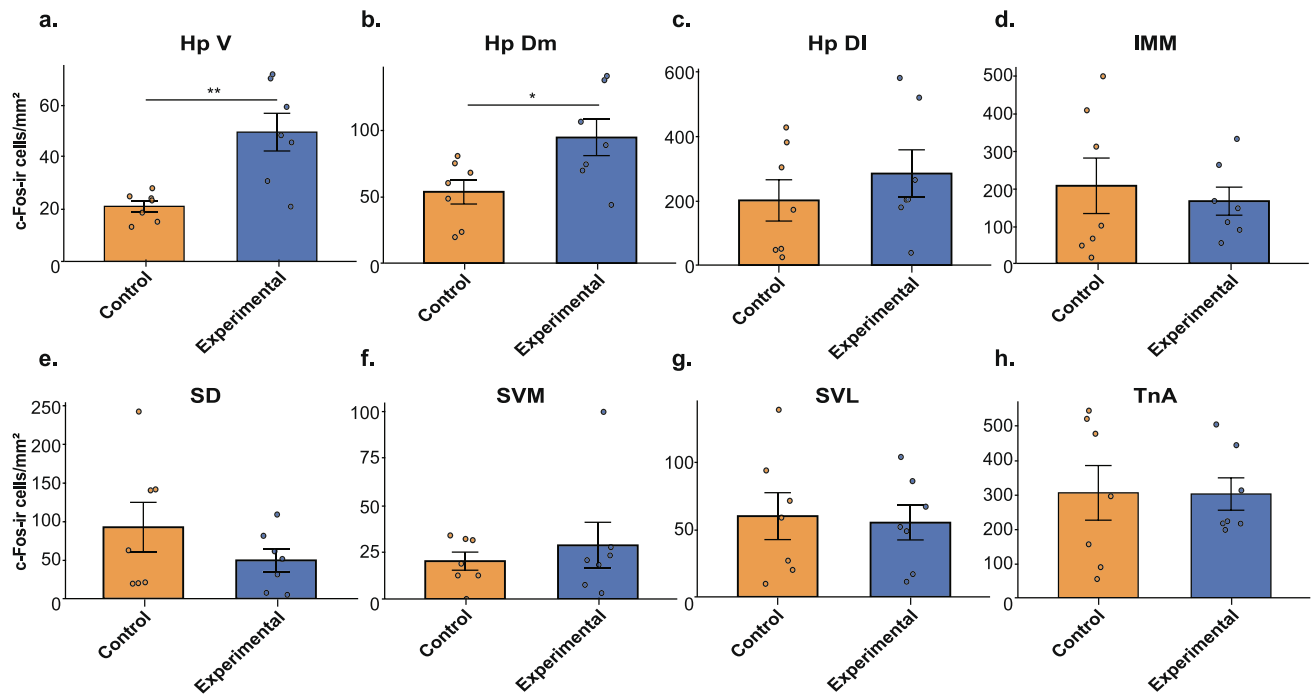 a.
Hp V
c-Fos-ir cells/mm²
60
40
20
0
**
Control
Experimental
b.
Hp Dm
100
50
0
*
Control
Experimental
c.
Hp Dl
600
400
200
0
Control
Experimental
d.
IMM
500
400
300
200
100
0
Control
Experimental
e.
SD
c-Fos-ir cells/mm²
250
200
150
100
50
0
Control
Experimental
f.
SVM
100
75
25
0
Control
Experimental
g.
SVL
100
50
0
Control
Experimental
h.
TnA
500
400
300
200
100
0
Control
Experimental